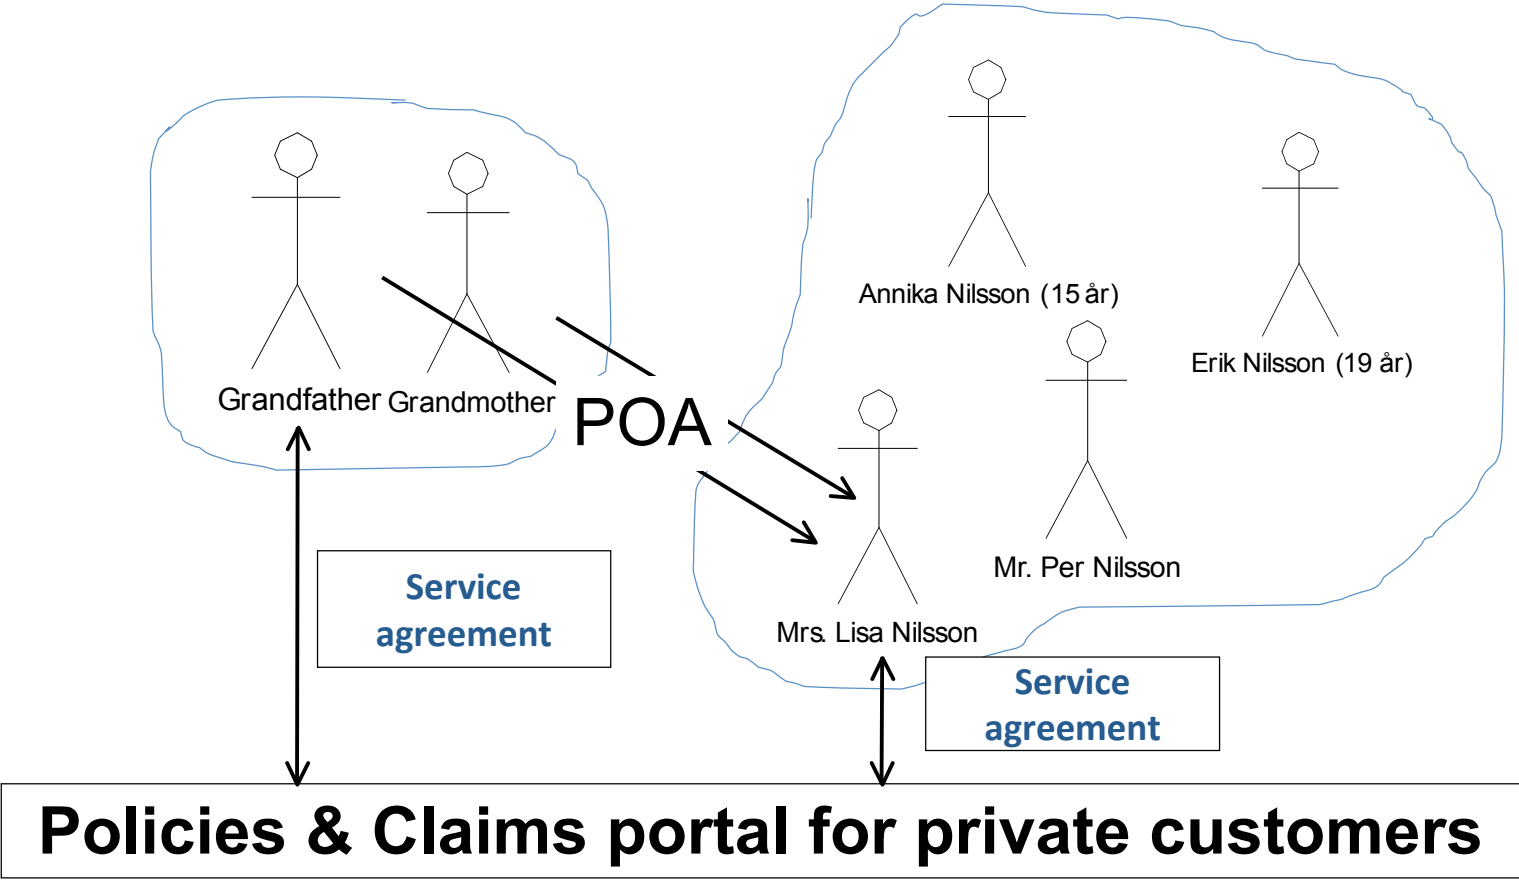 Annika Nilsson (15 år)
Erik Nilsson (19 år)
Grandfather
Grandmother
POA
Mr. Per Nilsson
Mrs. Lisa Nilsson
Service
agreement
Service
agreement
Policies & Claims portal for private customers